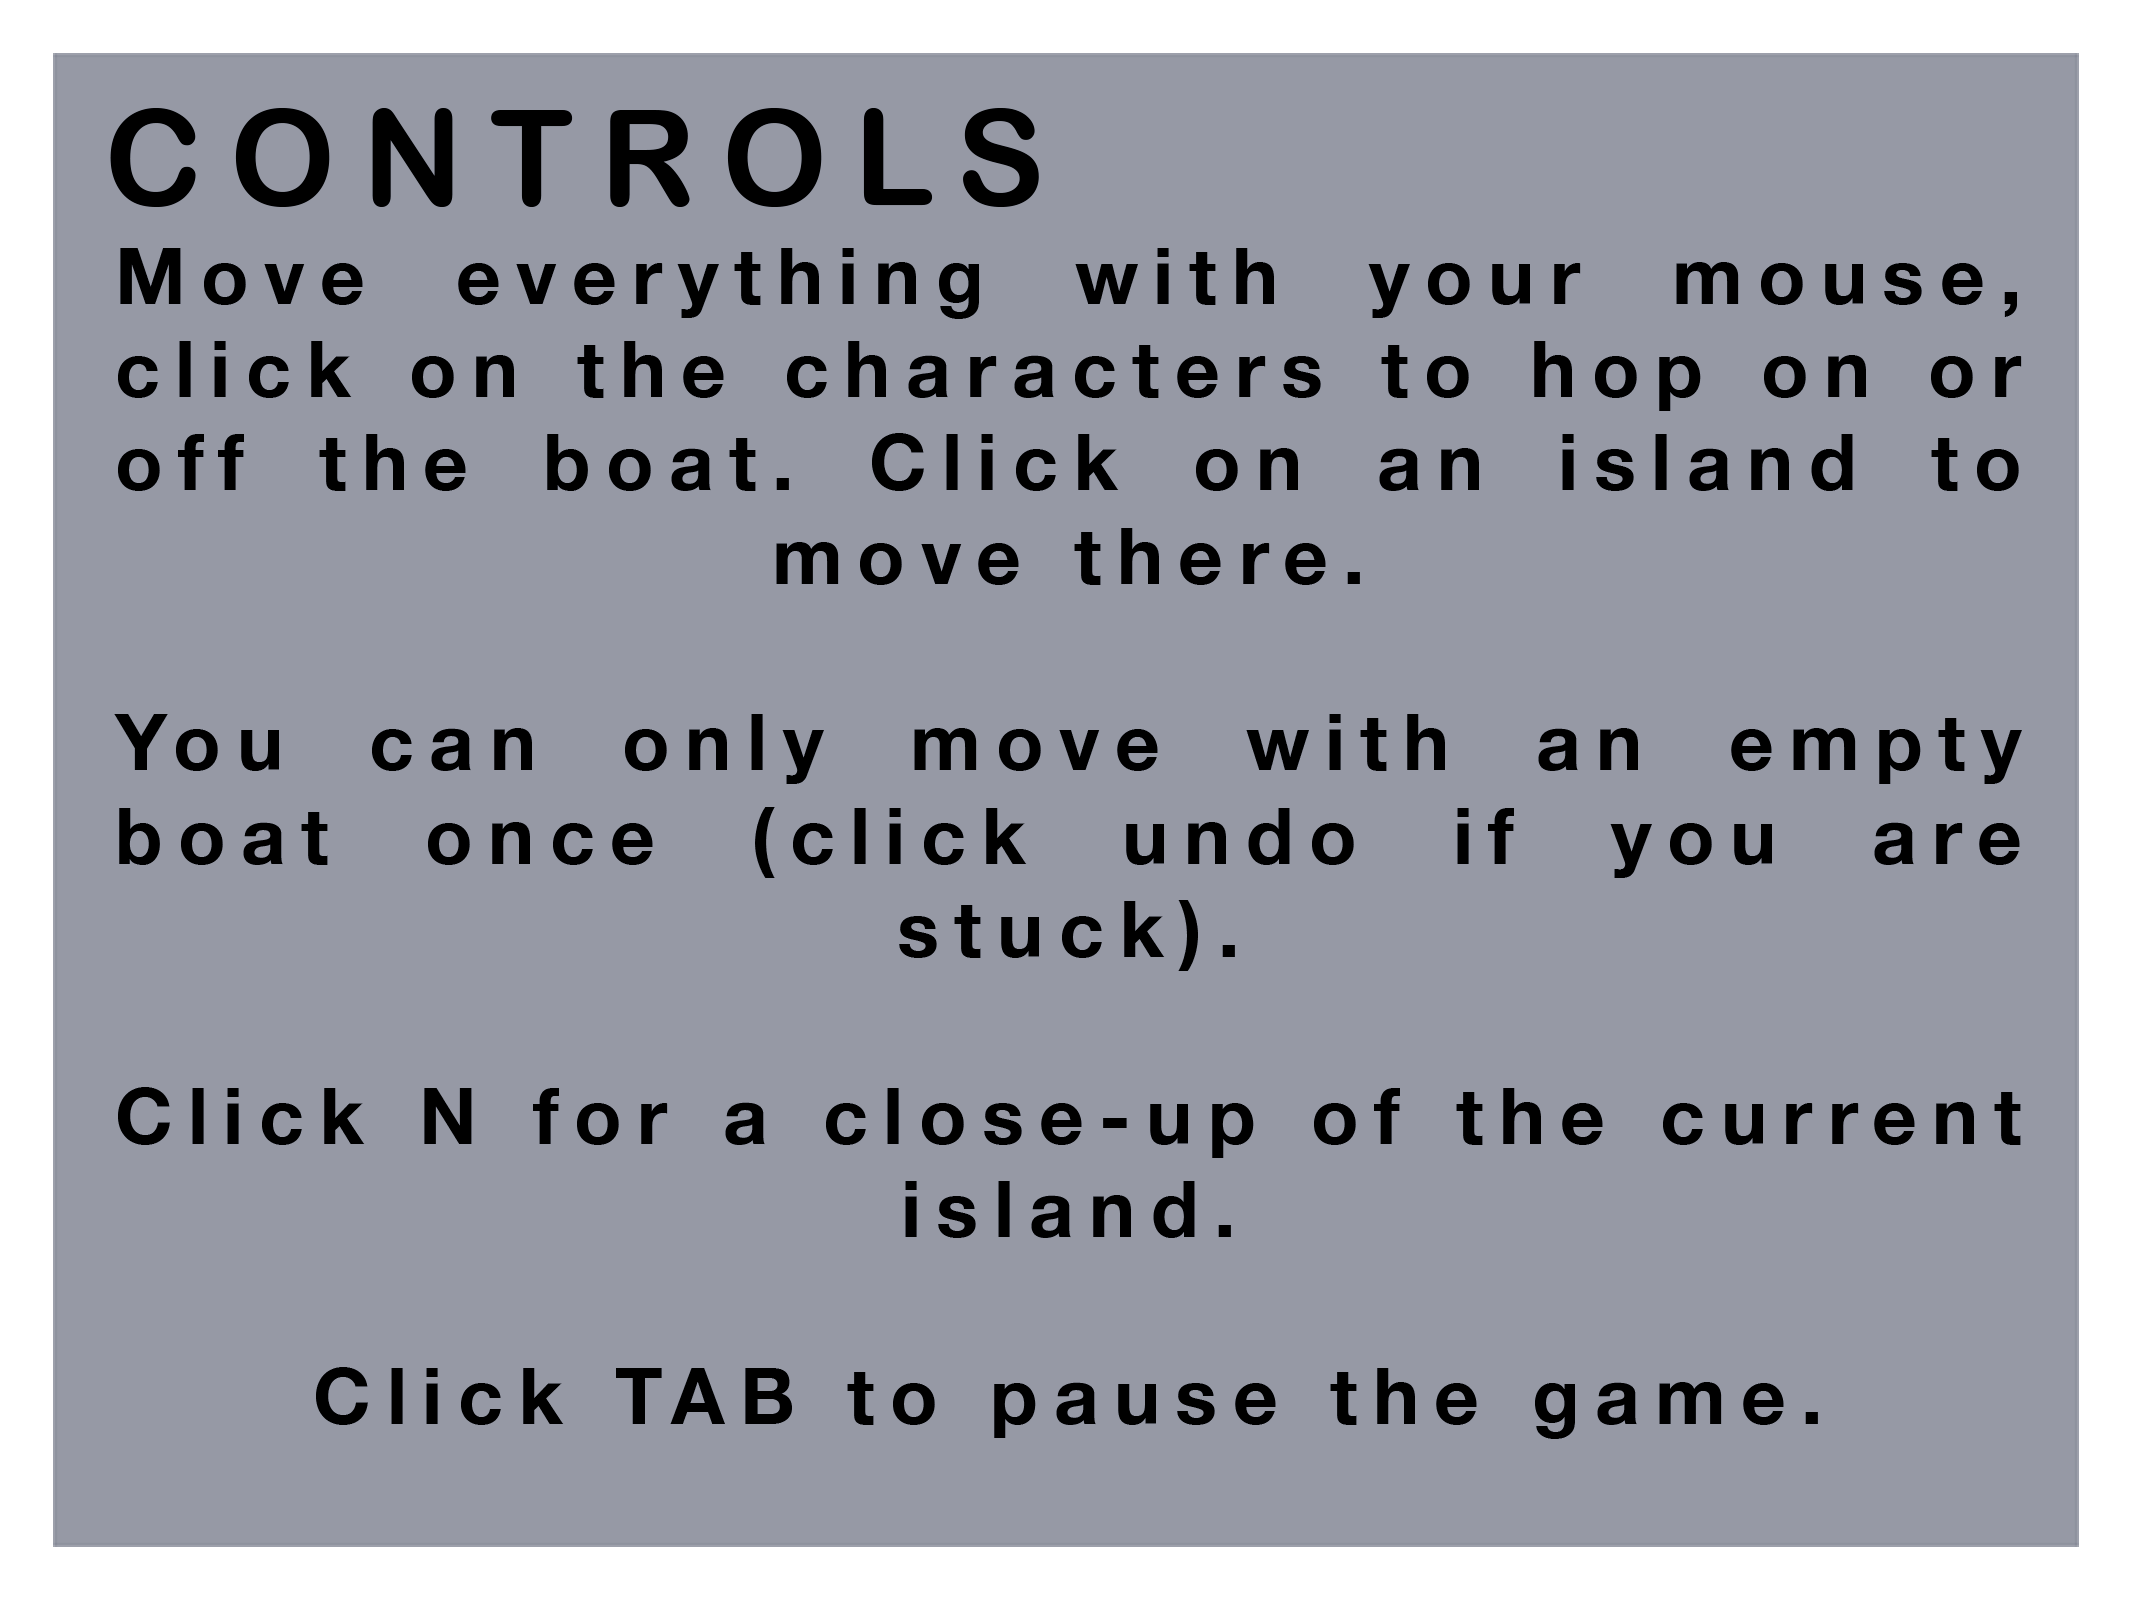 CONTROLS
Move everything with your mouse,
click on the characters to hop on or
off the boat. Click on an island to
move there.
You can only move with an empty
boat once (click undo if you are
stuck).
Click N for a close-up of the current
island.
Click TAB to pause the game.